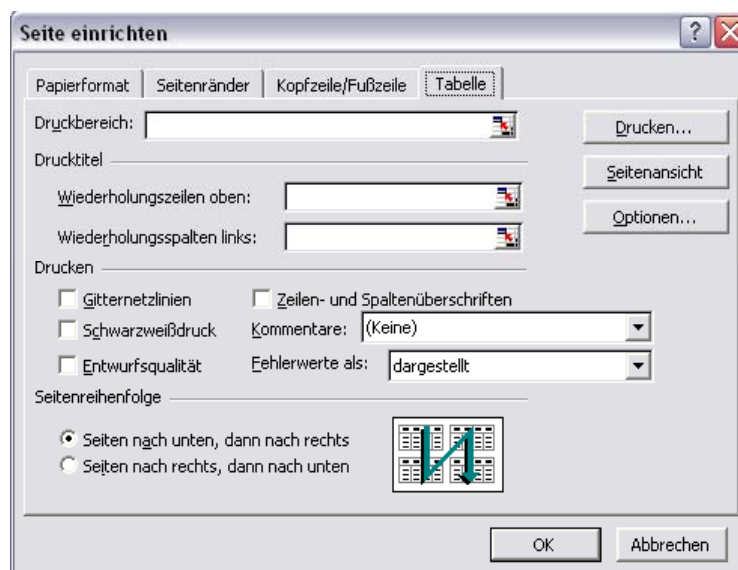 Seite einrichten
Papierformat Seitenränder Kopfzeile/Fußzeile Tabelle
Druckbereich: Drucken...
Drucktitel
Seitenansicht
Wiederholungszeilen oben:
Optionen...
Wiederholungsspalten links:
Drucken
Gitternetzlinien Zeilen- und Spaltenüberschriften
Schwarzweißdruck Kommentare: (Keine)
Entwurfsqualität Fehlerwerte als: dargestellt
Seitenreihenfolge
Seiten nach unten, dann nach rechts
Seiten nach rechts, dann nach unten
OK Abbrechen